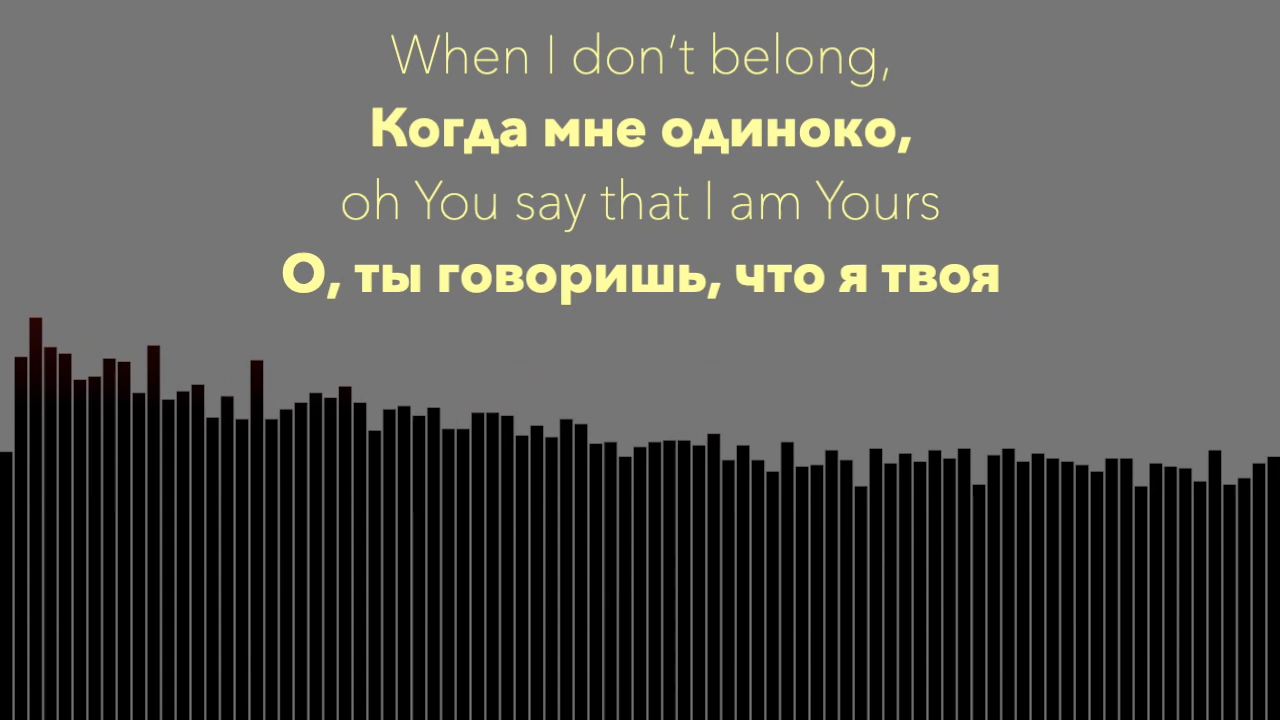 When I don't belong,
Когда мне одиноко,
oh You say that I am Yours
О, ты говоришь, что я твоя